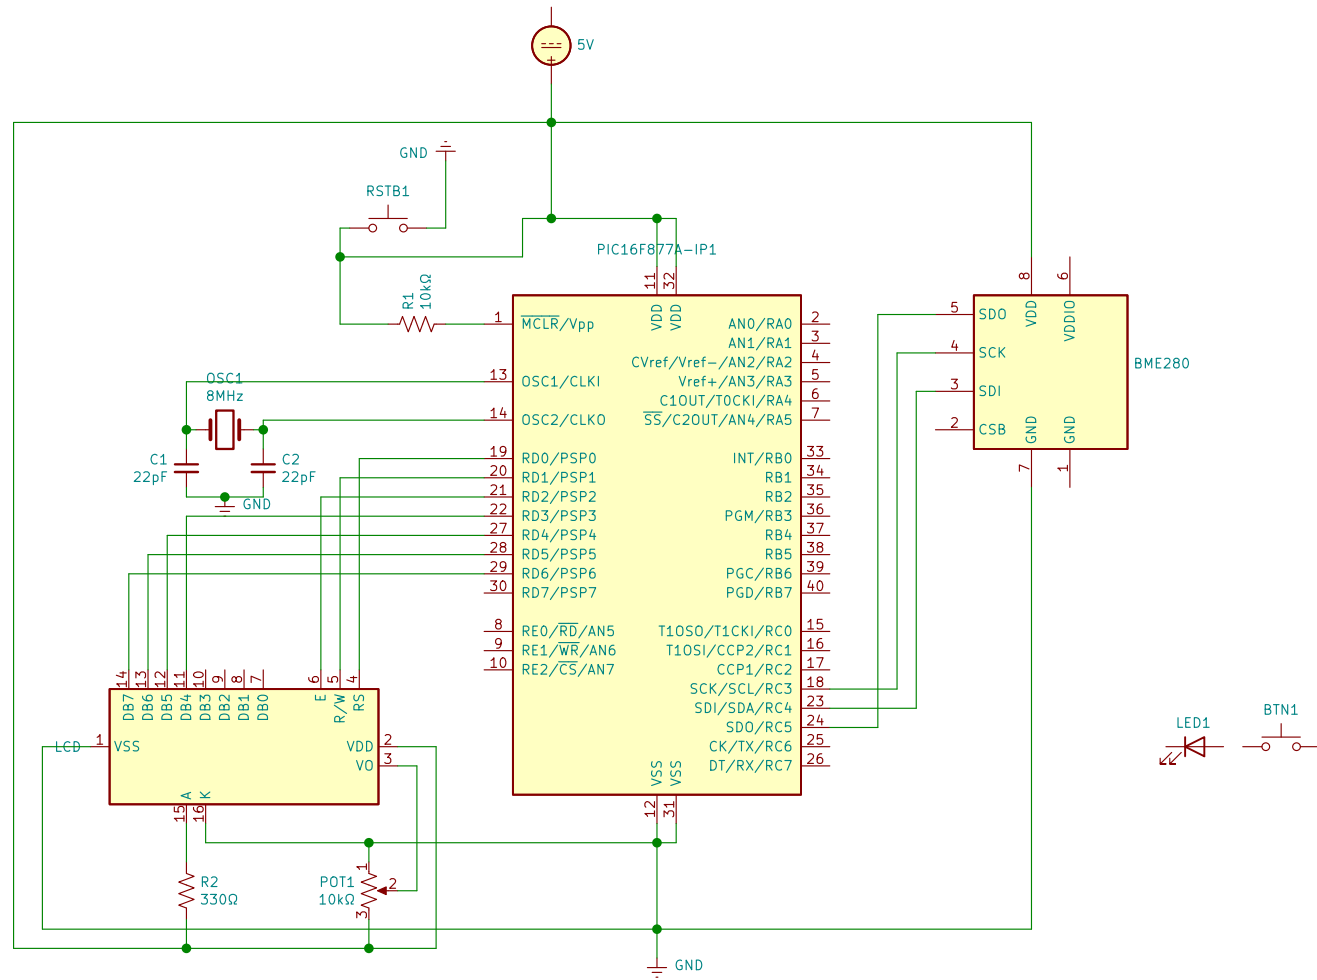 5V
GND
RSTB1
PIC16F877A-IP1
R1
10kΩ
11
32
VDD
VDD
1
MCLR/Vpp
13
OSC1/CLKI
14
OSC2/CLKO
19
RD0/PSP0
20
RD1/PSP1
21
RD2/PSP2
22
RD3/PSP3
27
RD4/PSP4
28
RD5/PSP5
29
RD6/PSP6
30
RD7/PSP7
8
RE0/RD/AN5
9
RE1/WR/AN6
10
RE2/CS/AN7
AN0/RA0
2
AN1/RA1
3
CVref/Vref-/AN2/RA2
4
Vref+/AN3/RA3
5
C1OUT/T0CKI/RA4
6
SS/C2OUT/AN4/RA5
7
INT/RB0
33
RB1
34
RB2
35
PGM/RB3
36
RB4
37
RB5
38
PGC/RB6
39
PGD/RB7
40
T1OSO/T1CKI/RC0
15
T1OSI/CCP2/RC1
16
CCP1/RC2
17
SCK/SCL/RC3
18
SDI/SDA/RC4
23
SDO/RC5
24
CK/TX/RC6
25
DT/RX/RC7
26
VSS
VSS
12
31
OSC1
8MHz
C1
22pF
C2
22pF
GND
8
6
VDD
VDDIO
5
SDO
4
SCK
3
SDI
2
CSB
GND
GND
7
1
BME280
14
13
12
11
10
9
8
7
6
5
4
DB7
DB6
DB5
DB4
DB3
DB2
DB1
DB0
E
R/W
RS
LCD
1
VSS
VDD
2
VO
3
A
K
15
16
R2
330Ω
POT1
10kΩ
1
2
3
GND
LED1
BTN1